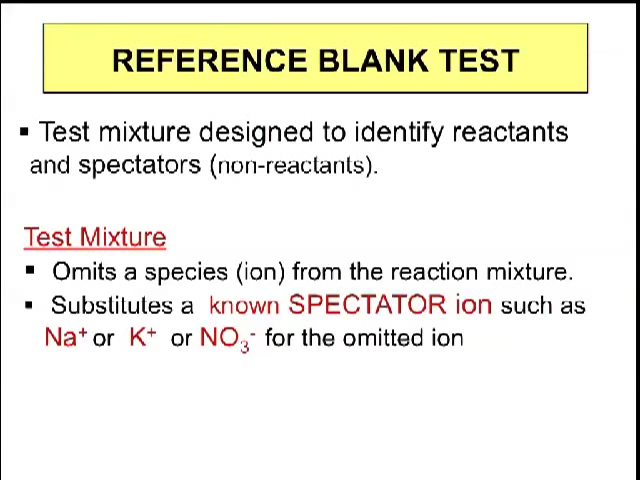 REFERENCE BLANK TEST
▪ Test mixture designed to identify reactants
and spectators (non-reactants).
Test Mixture
▪ Omits a species (ion) from the reaction mixture.
▪ Substitutes a known SPECTATOR ion such as
Na⁺ or K⁺ or NO₃⁻ for the omitted ion